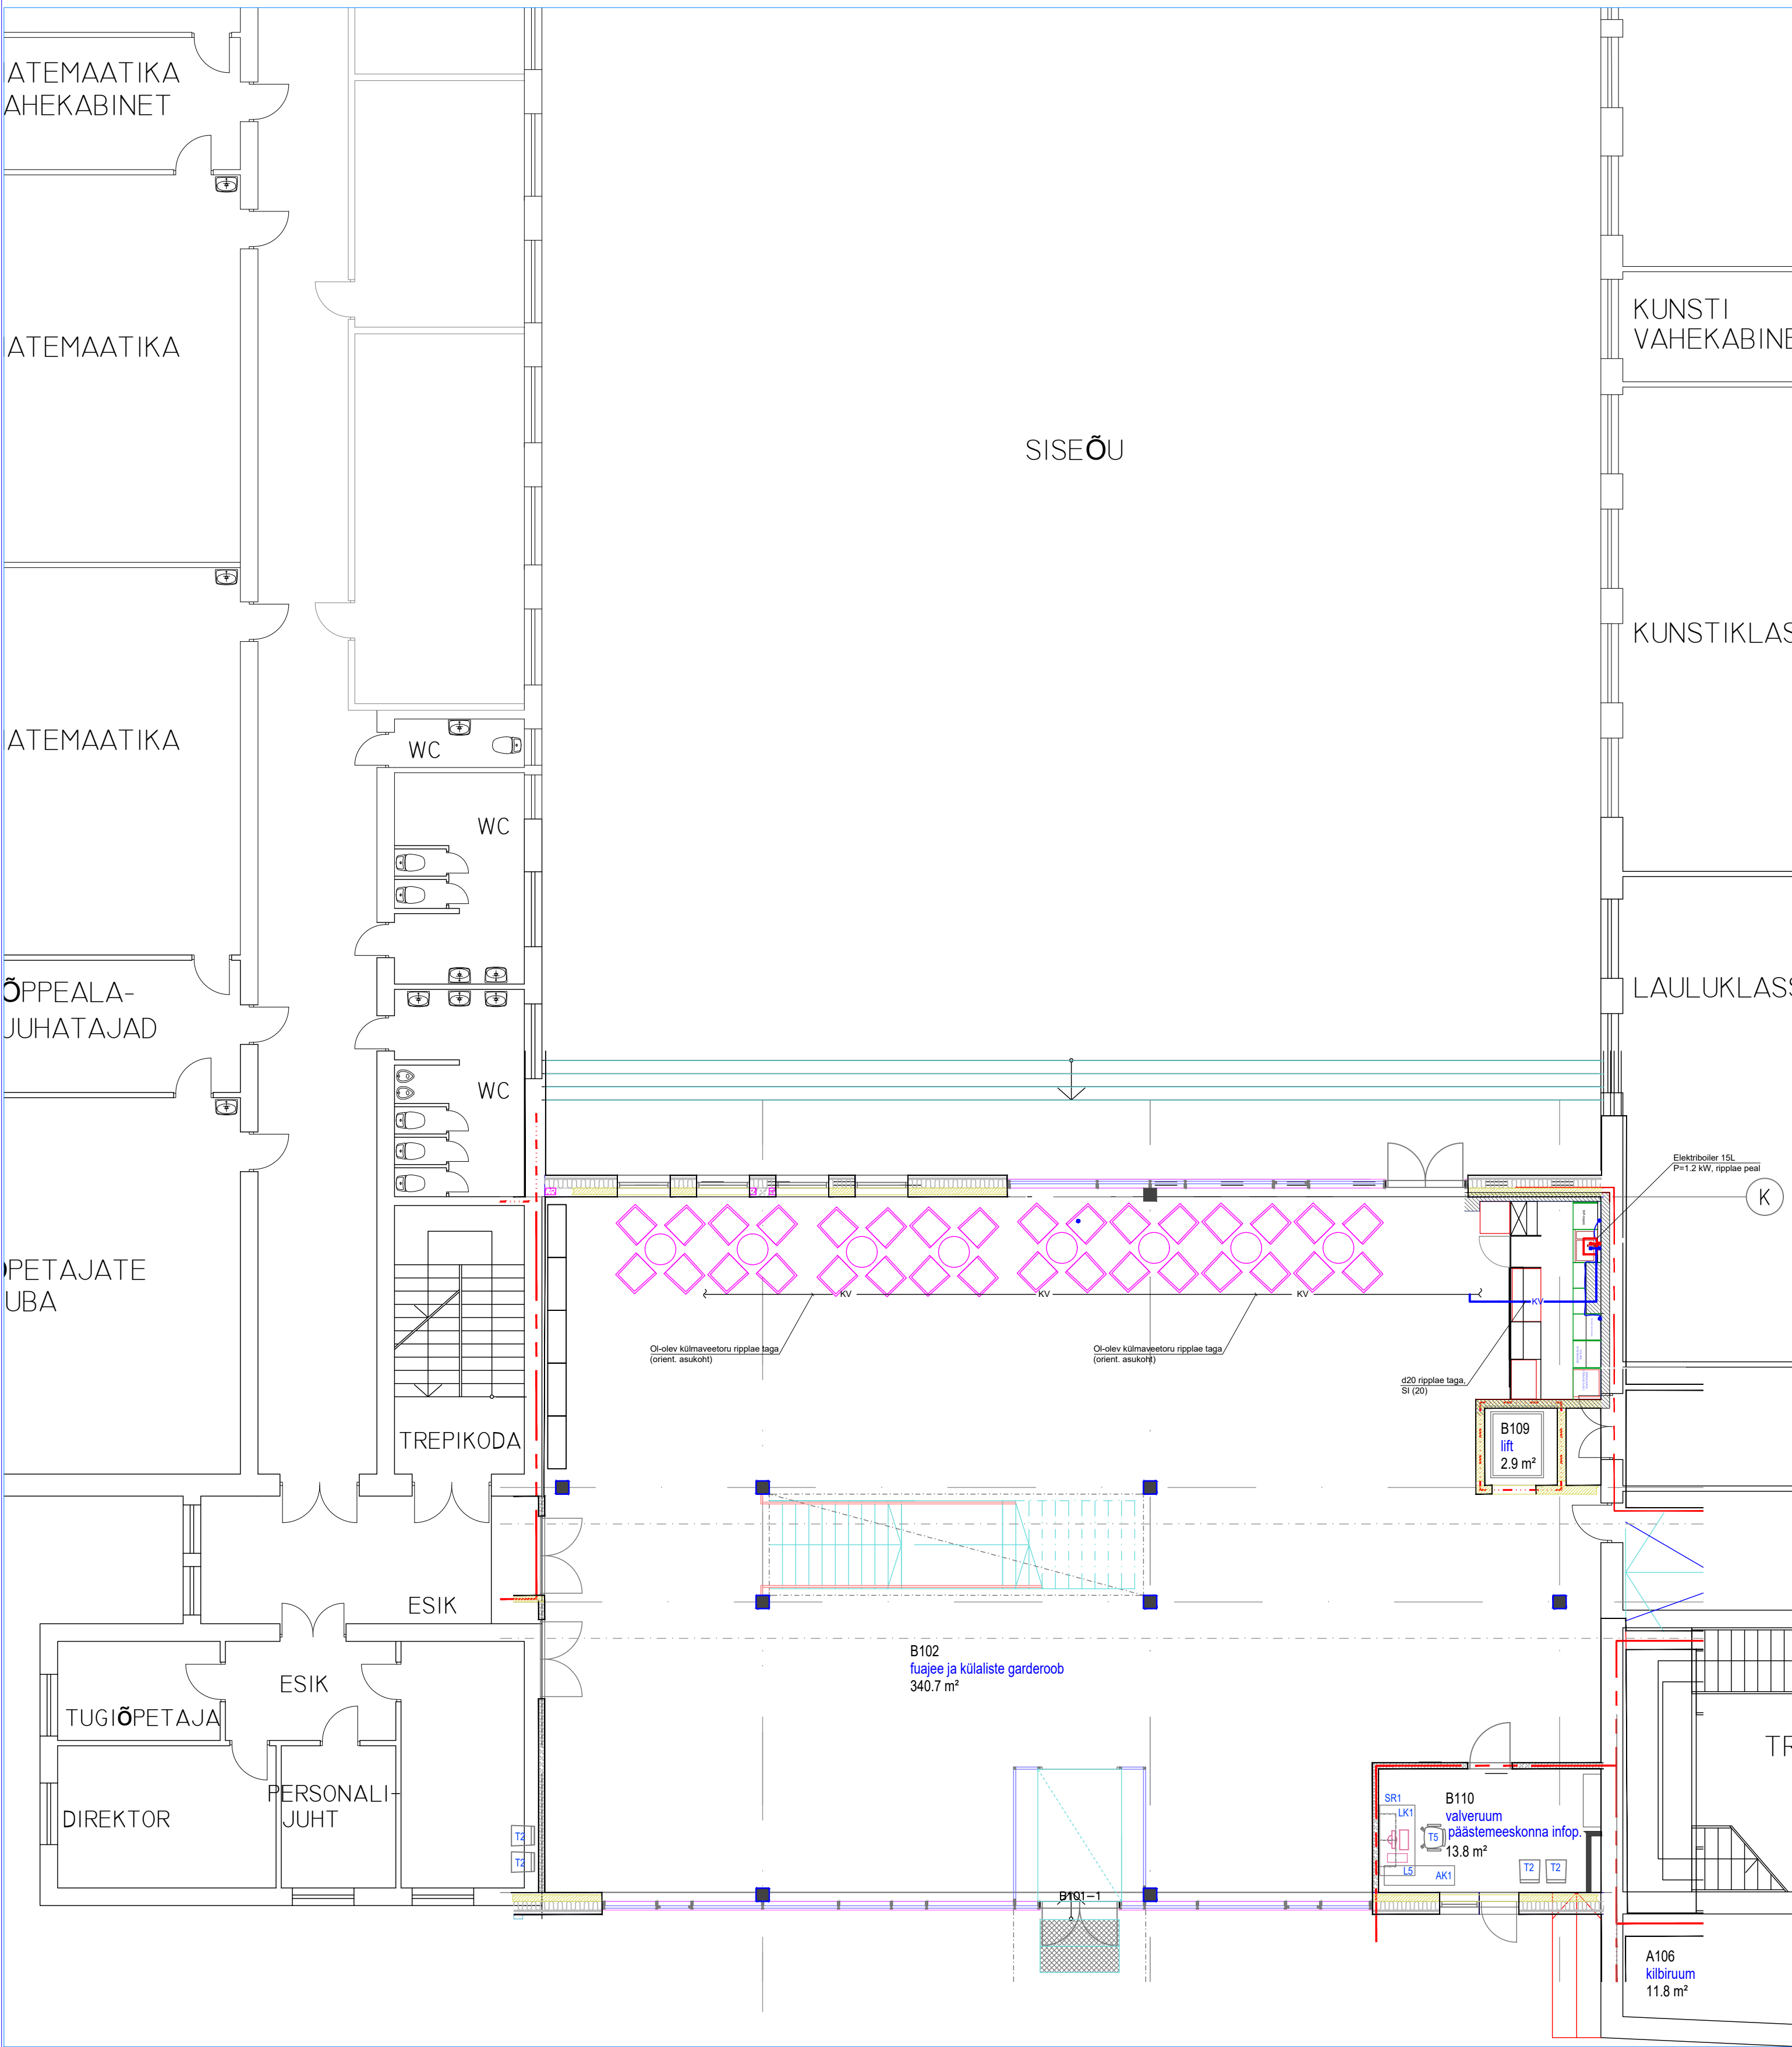 ATEMAATIKA
AHEKABINET
KUNSTI
VAHEKABINE
ATEMAATIKA
SISEÕU
KUNSTIKLAS
ATEMAATIKA
WC
WC
ÕPPEALA-
JUHATAJAD
LAULUKLASS
WC
Elektriboiler 15L
P=1.2 kW, ripplae peal
K
PETAJATE
UBA
KV
KV
KV
KV
Ol-olev külmaveetoru ripplae taga
(orient. asukoht)
Ol-olev külmaveetoru ripplae taga
(orient. asukoht)
d20 ripplae taga,
SI (20)
TREPIKODA
B109
lift
2.9 m²
ESIK
B102
fuajee ja külaliste garderoob
340.7 m²
ESIK
TUGIÕPETAJA
TR
PERSONALI-
JUHT
DIREKTOR
T2
T2
SR1
LK1
T5
L5
AK1
B110
valveruum
päästemeeskonna infop.
13.8 m²
T2
T2
B101-1
A106
kilbiruum
11.8 m²